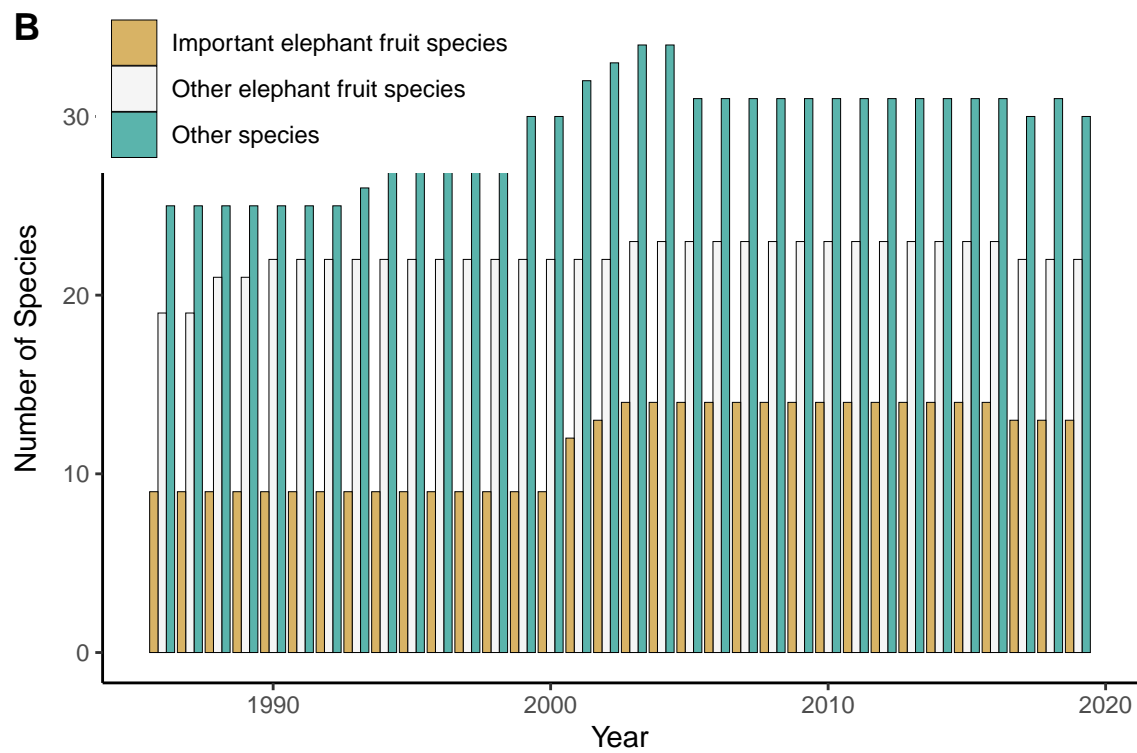 B
Important elephant fruit species
Other elephant fruit species
Other species
Number of Species
30
20
10
0
1990
2000
2010
2020
Year